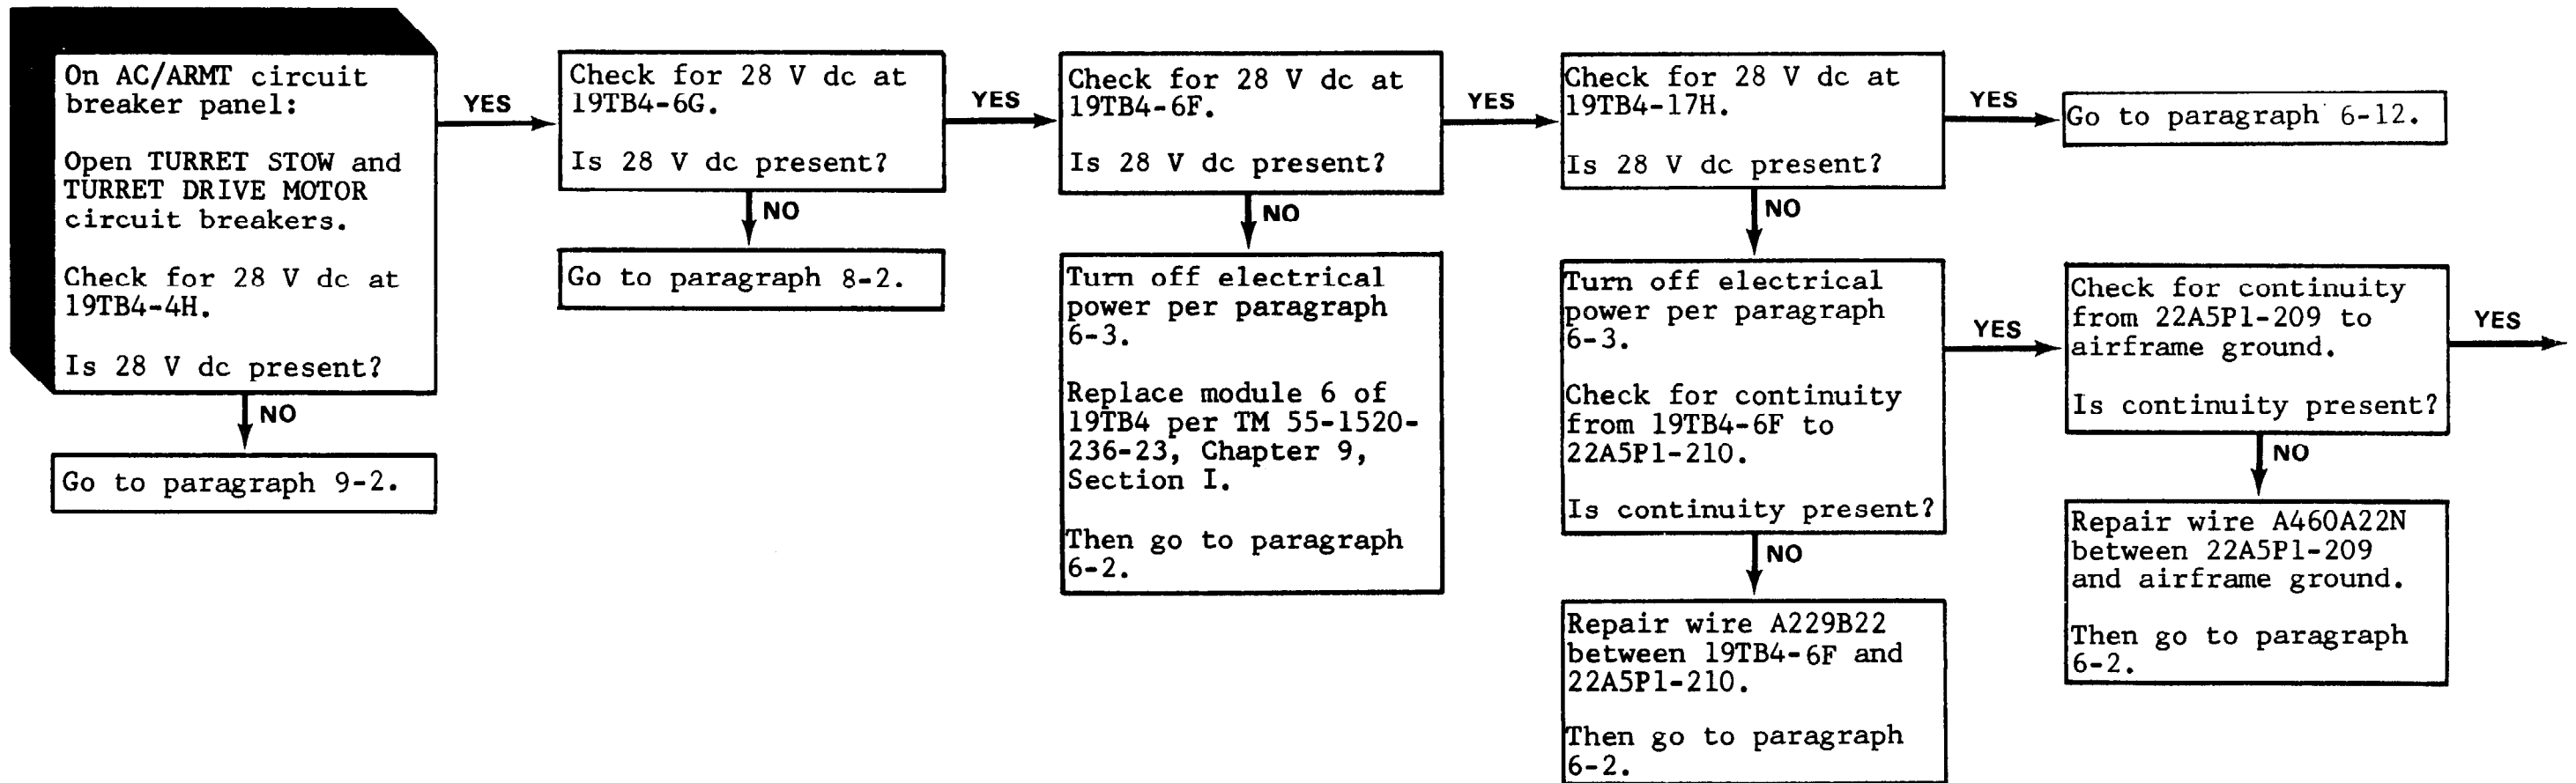 On AC/ARMT circuit
breaker panel:
Open TURRET STOW and
TURRET DRIVE MOTOR
circuit breakers.
Check for 28 V dc at
19TB4-4H.
Is 28 V dc present?
YES
NO
Go to paragraph 9-2.
Check for 28 V dc at
19TB4-6G.
Is 28 V dc present?
YES
NO
Go to paragraph 8-2.
Check for 28 V dc at
19TB4-6F.
Is 28 V dc present?
YES
NO
Turn off electrical
power per paragraph
6-3.
Replace module 6 of
19TB4 per TM 55-1520-
236-23, Chapter 9,
Section I.
Then go to paragraph
6-2.
Check for 28 V dc at
19TB4-17H.
Is 28 V dc present?
YES
Go to paragraph 6-12.
NO
Turn off electrical
power per paragraph
6-3.
Check for continuity
from 19TB4-6F to
22A5P1-210.
Is continuity present?
YES
NO
Repair wire A229B22
between 19TB4-6F and
22A5P1-210.
Then go to paragraph
6-2.
Check for continuity
from 22A5P1-209 to
airframe ground.
Is continuity present?
YES
NO
Repair wire A460A22N
between 22A5P1-209
and airframe ground.
Then go to paragraph
6-2.